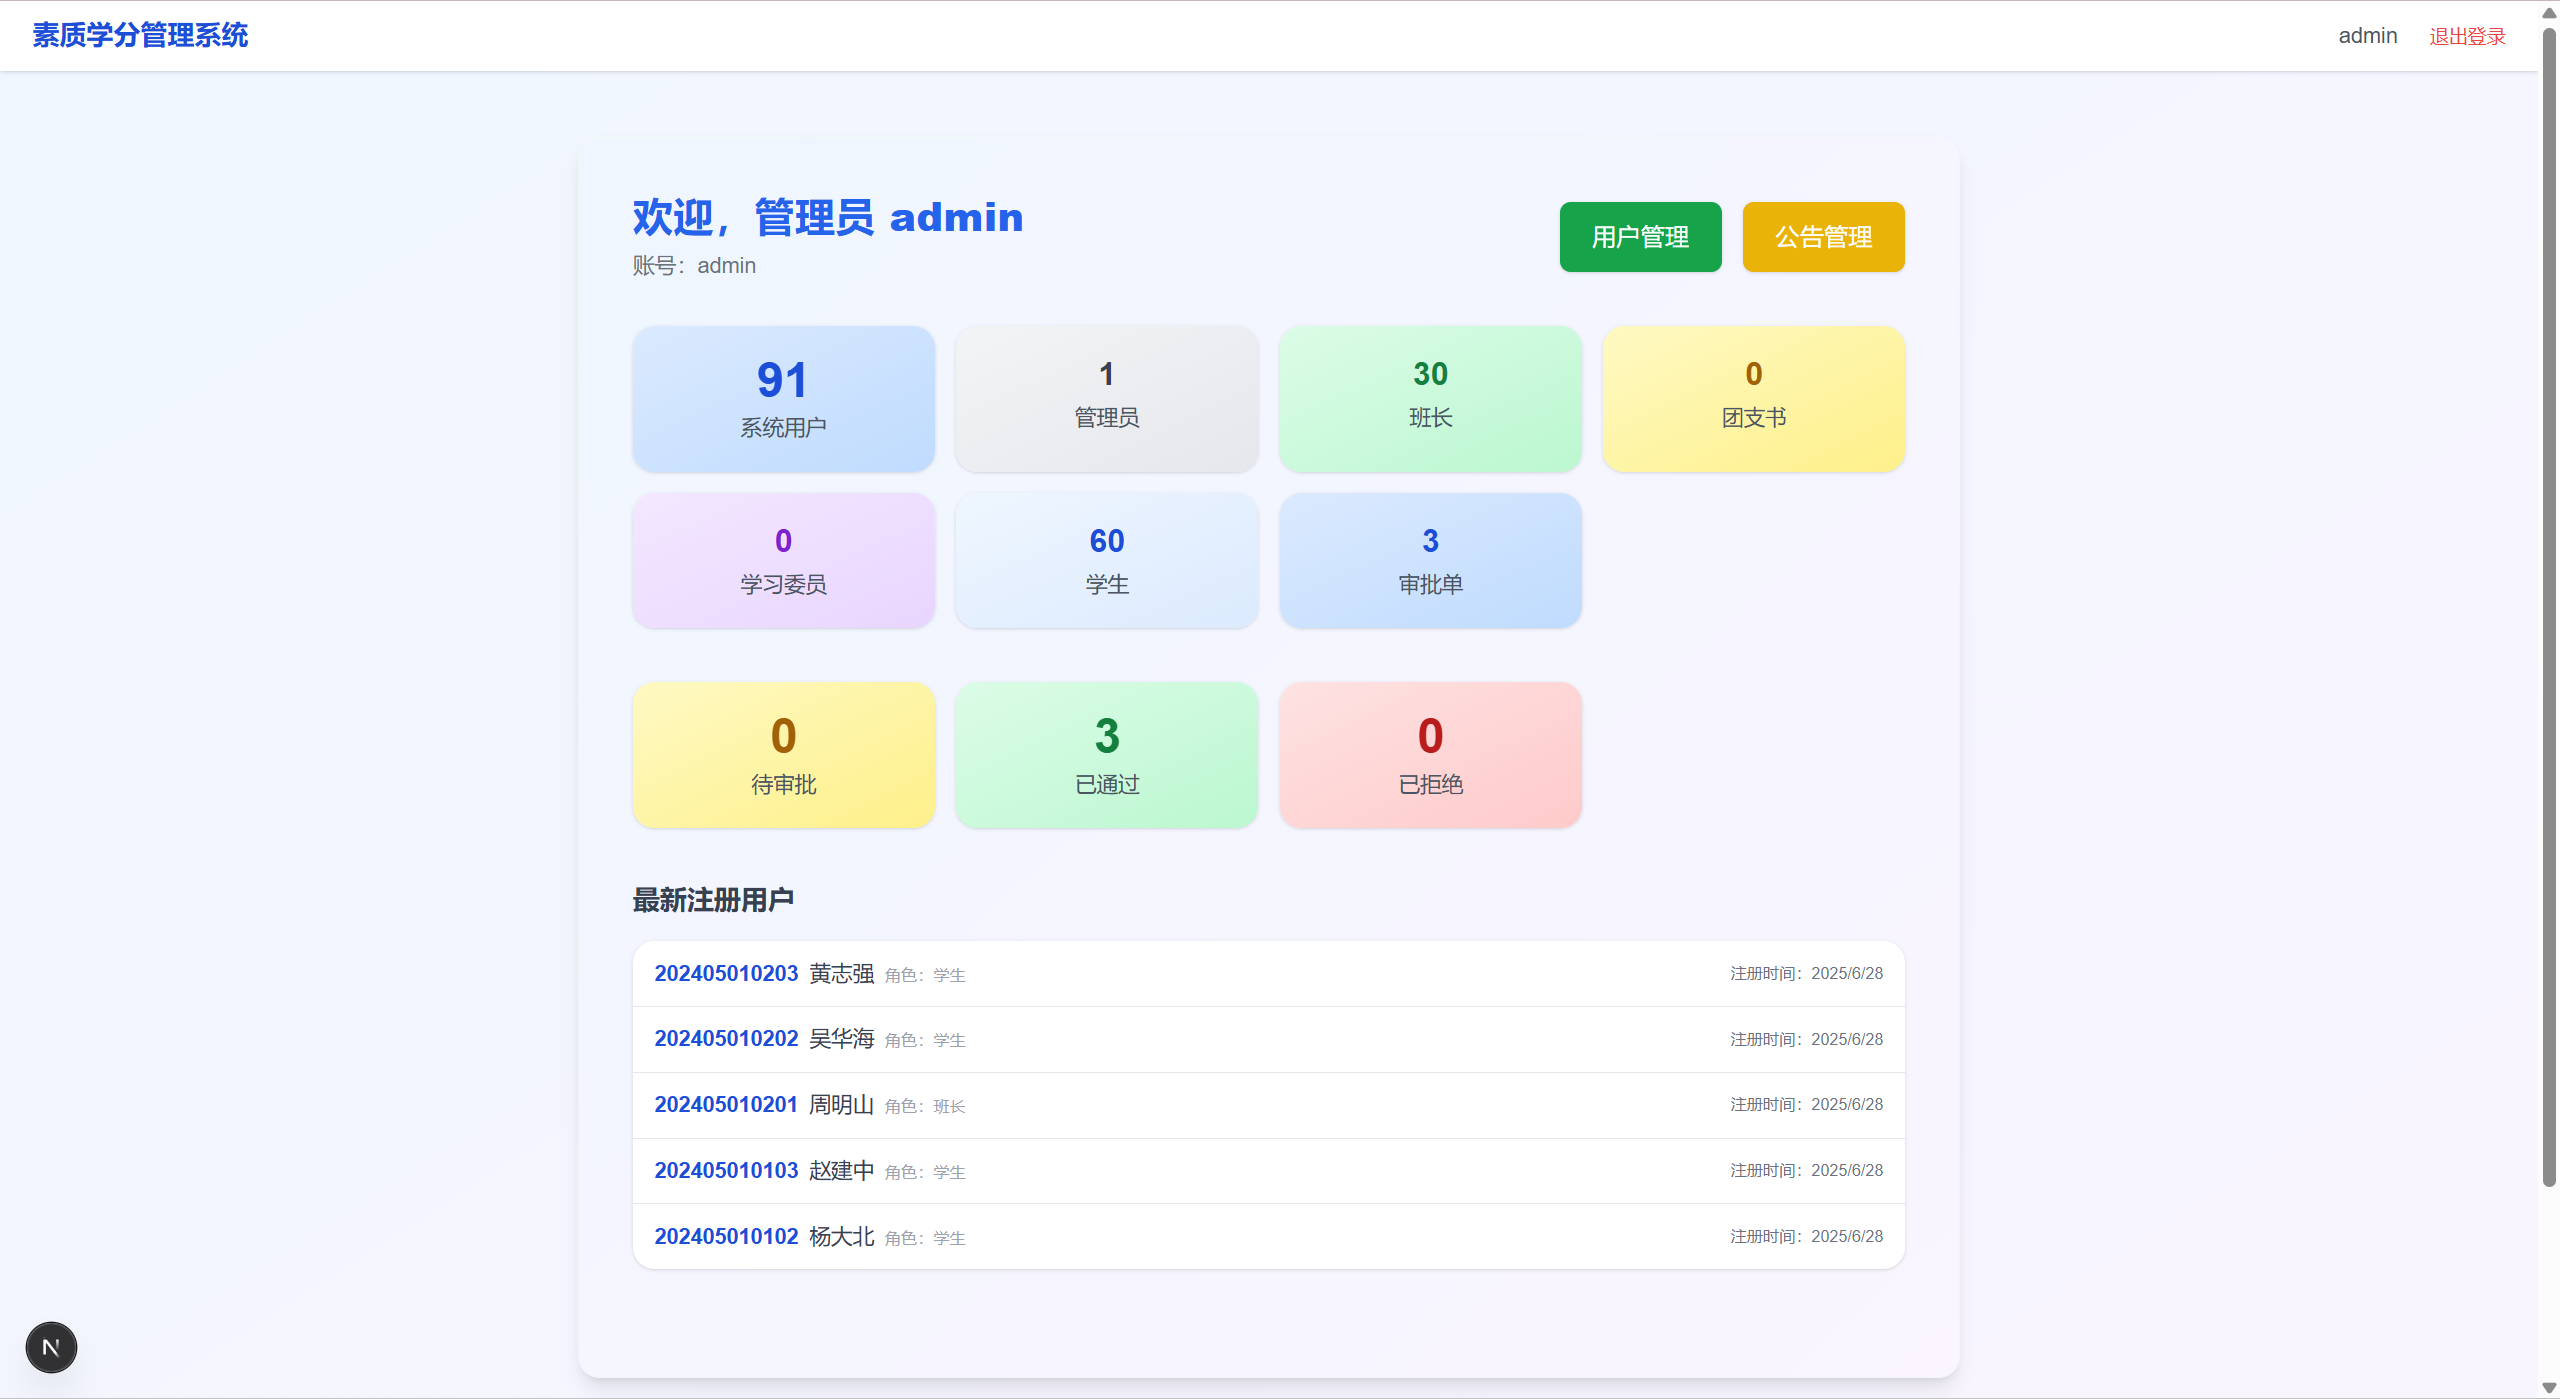 素质学分管理系统
admin 退出登录
欢迎，管理员 admin
账号：admin
用户管理 公告管理
91 1 30 0
系统用户 管理员 班长 团支书
0 60 3
学习委员 学生 审批单
0 3 0
待审批 已通过 已拒绝
最新注册用户
202405010203 黄志强 角色：学生 注册时间：2025/6/28
202405010202 吴华海 角色：学生 注册时间：2025/6/28
202405010201 周明山 角色：班长 注册时间：2025/6/28
202405010103 赵建中 角色：学生 注册时间：2025/6/28
202405010102 杨大北 角色：学生 注册时间：2025/6/28
N